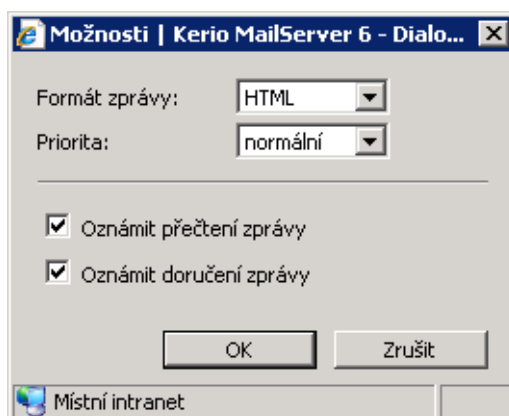 Možnosti | Kerio MailServer 6 - Dialo...
Formát zprávy: HTML
Priorita: normální
Oznámit přečtení zprávy
Oznámit doručení zprávy
OK Zrušit
Místní intranet